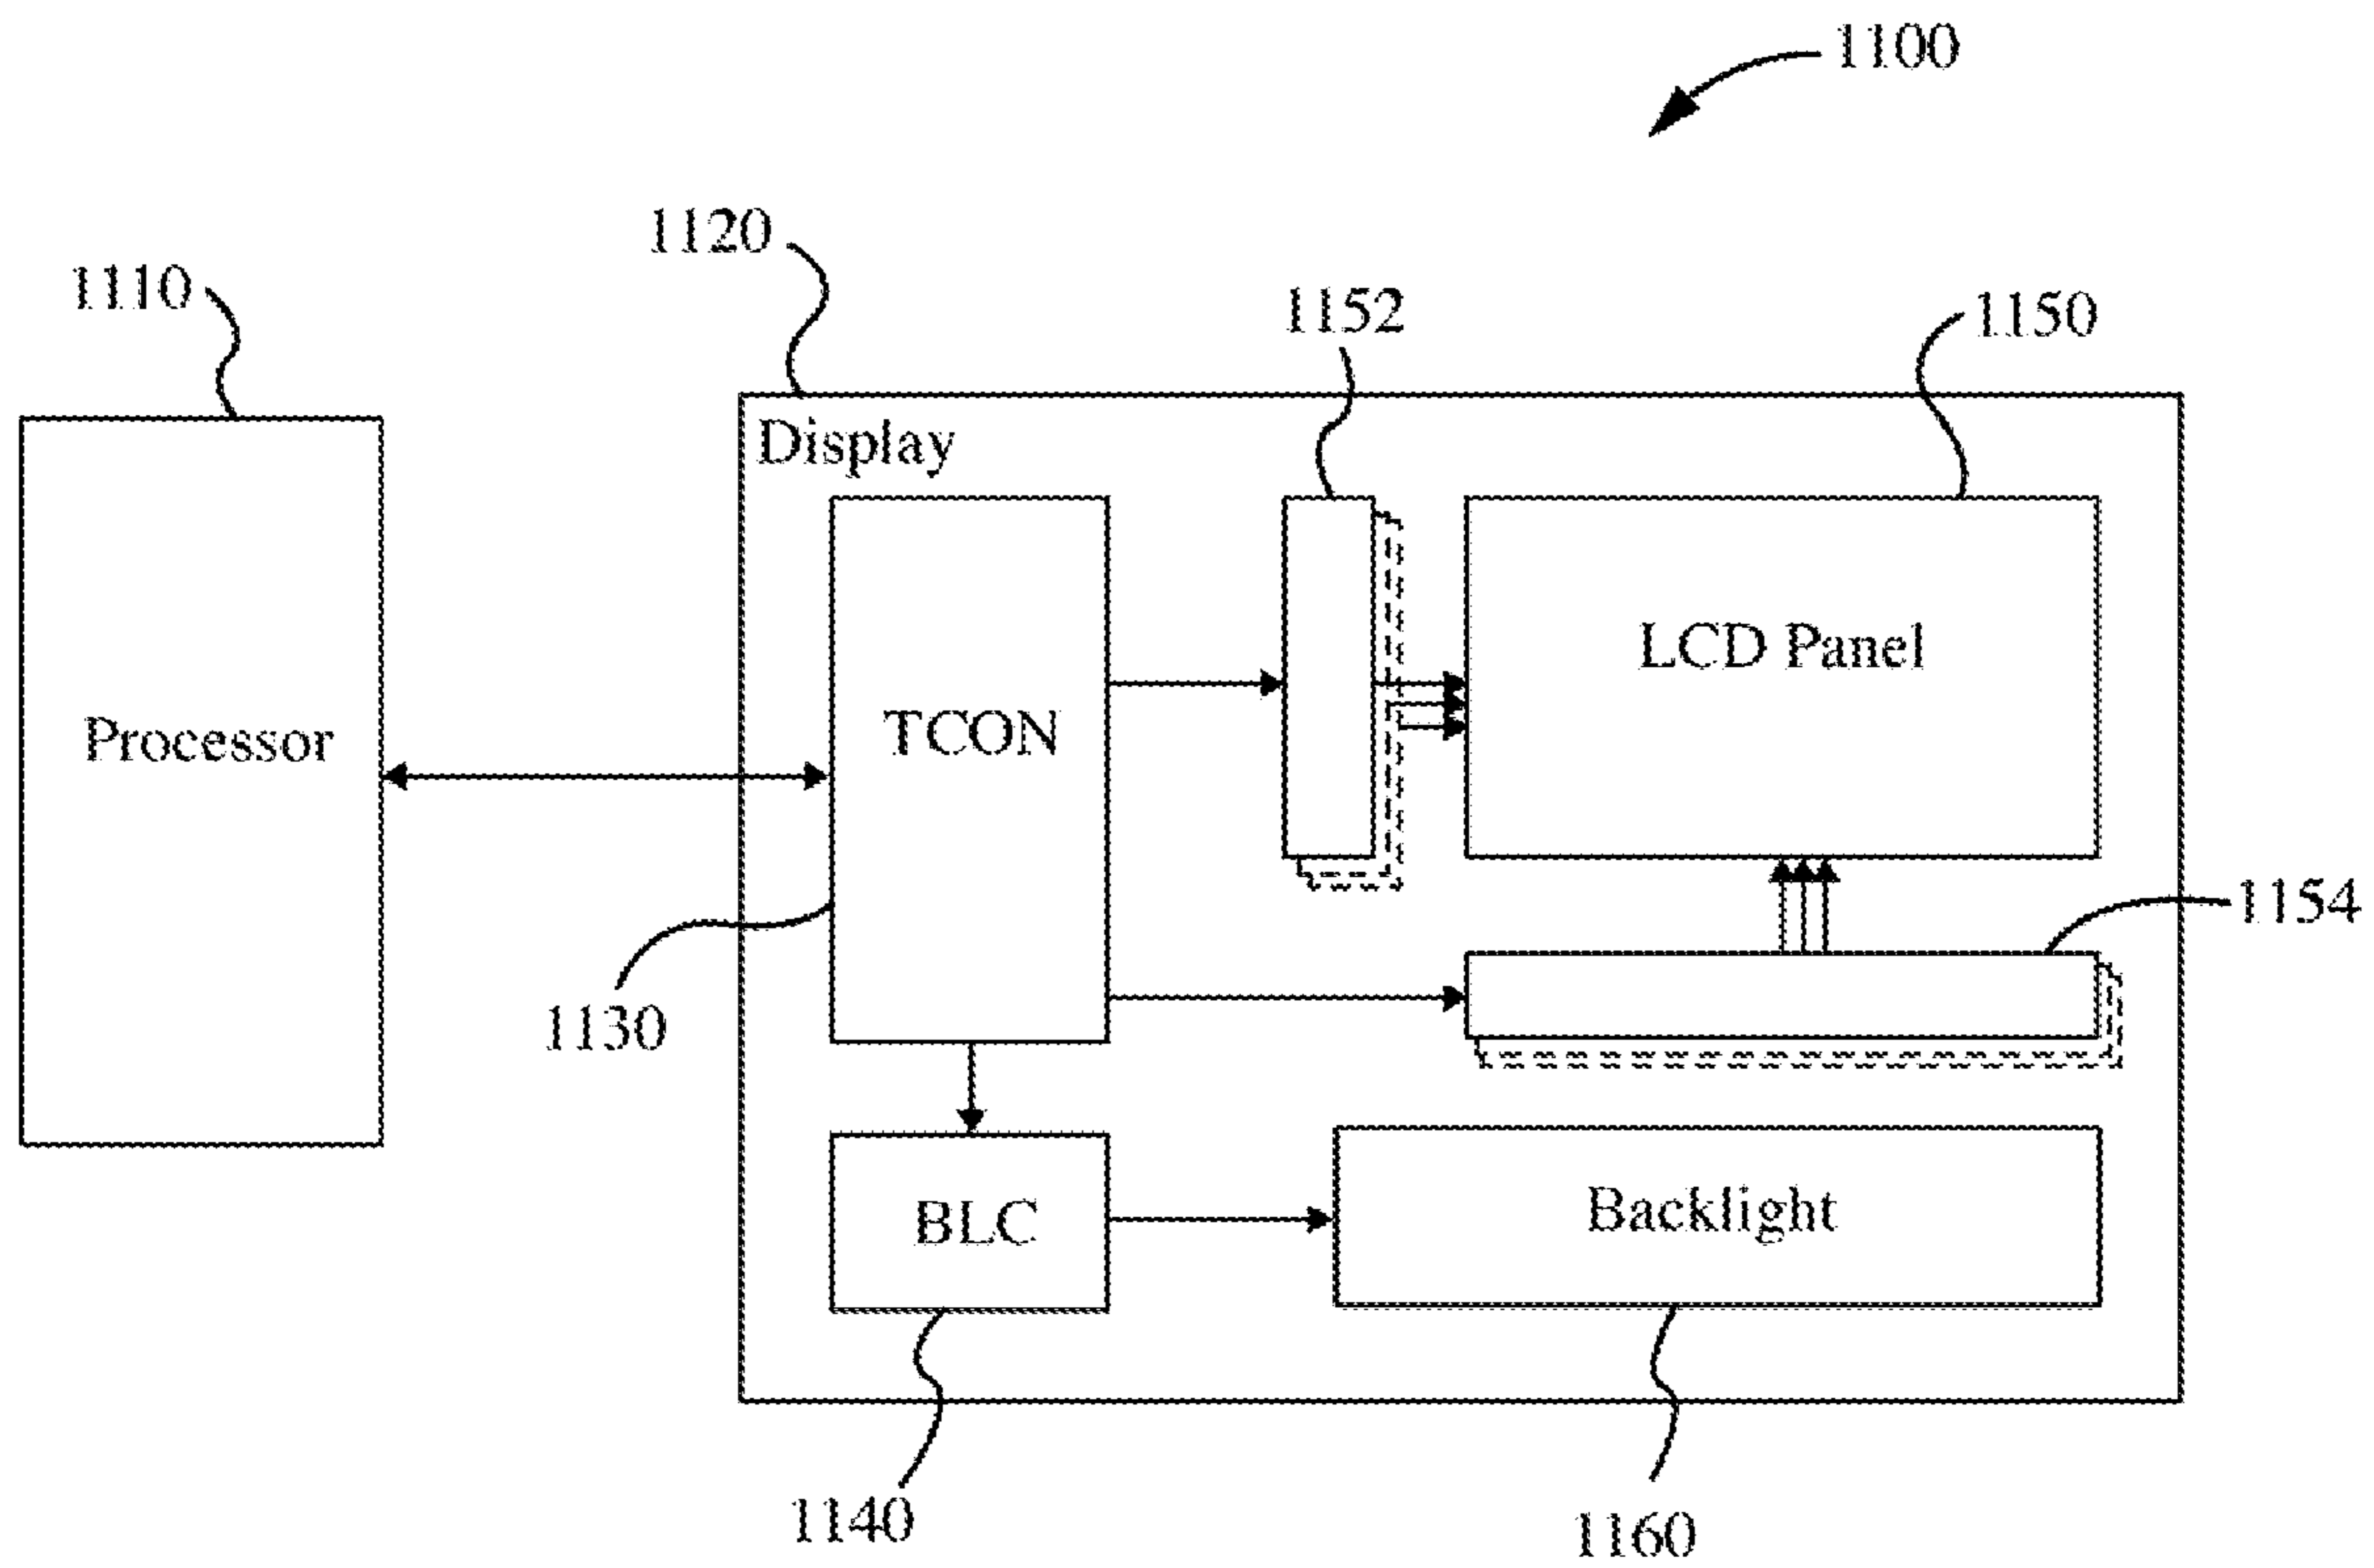 1100
1120
1110
1152
1150
Display
LCD Panel
TCON
Processor
1154
1130
BLC
Backlight
1140
1160